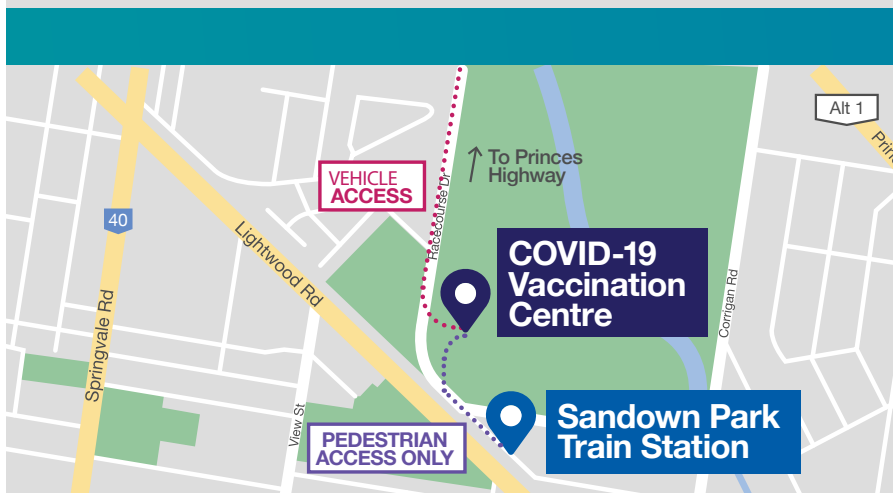 Alt 1
Prin
To Princes
Highway
VEHICLE
ACCESS
Racecourse Dr
40
Lightwood Rd
COVID-19
Vaccination
Centre
Corrigan Rd
Springvale Rd
View St
PEDESTRIAN
ACCESS ONLY
Sandown Park
Train Station